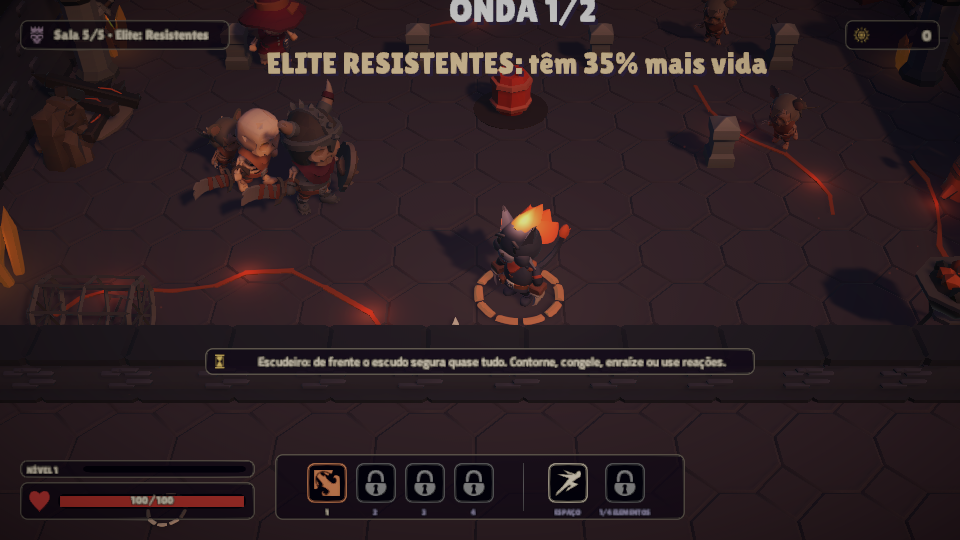 ONDA 1/2
Sala 5/5 - Elite: Resistentes
0
ELITE RESISTENTES: têm 35% mais vida
Escudeiro: de frente o escudo segura quase tudo. Contorne, congele, enraíze ou use reações.
NÍVEL 1
100/100
1
2
3
4
ESPAÇO
1/4 ELEMENTOS